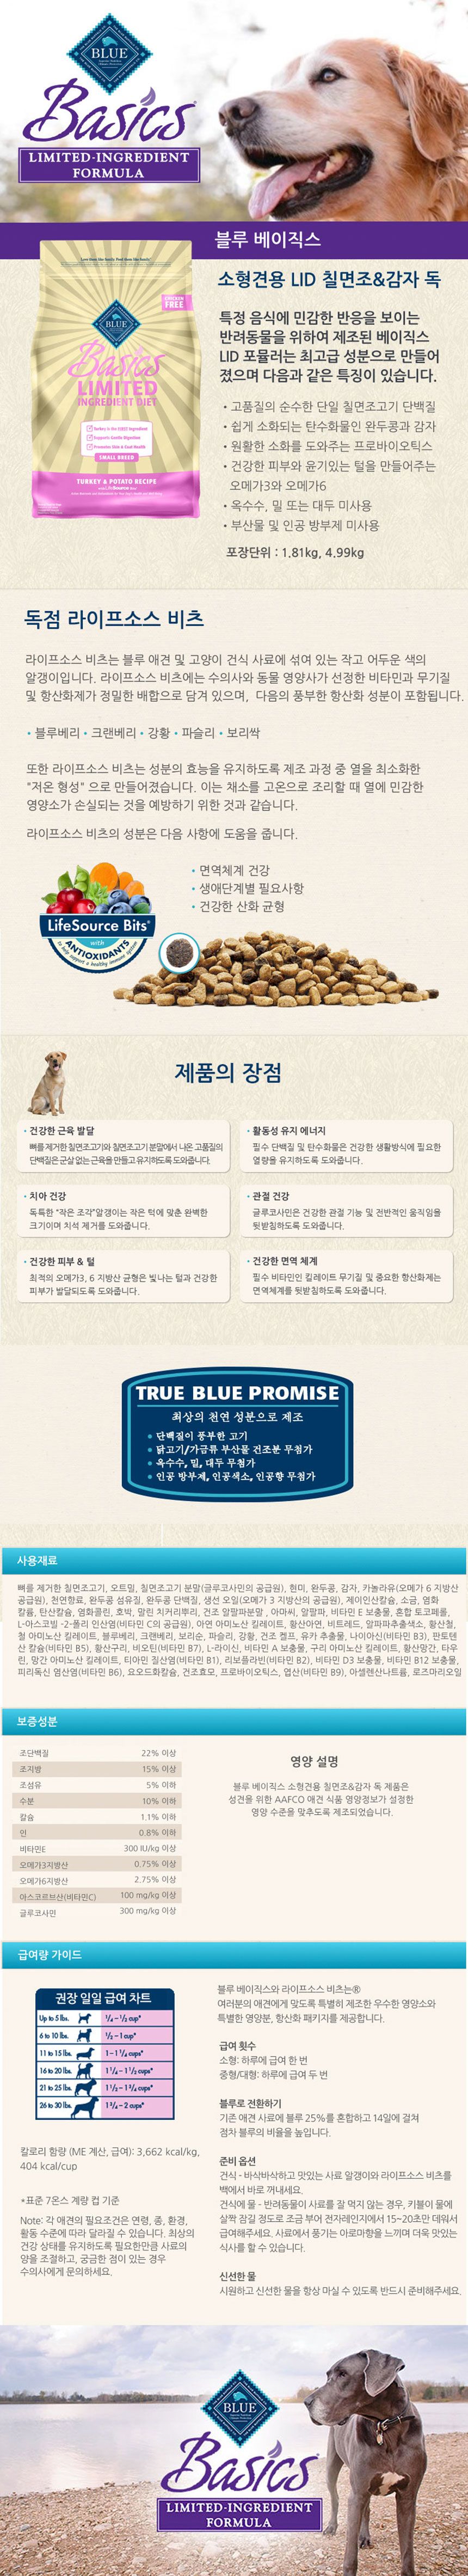 BLUE
Basics
LIMITED-INGREDIENT
FORMULA
블루 베이직스
소형견용 LID 칠면조&감자 독
특정 음식에 민감한 반응을 보이는
반려동물을 위하여 제조된 베이직스
LID 포뮬러는 최고급 성분으로 만들어
졌으며 다음과 같은 특징이 있습니다.
• 고품질의 순수한 단일 칠면조고기 단백질
• 쉽게 소화되는 탄수화물인 완두콩과 감자
• 원활한 소화를 도와주는 프로바이오틱스
• 건강한 피부와 윤기있는 털을 만들어주는
오메가3와 오메가6
• 옥수수, 밀 또는 대두 미사용
• 부산물 및 인공 방부제 미사용
포장단위 : 1.81kg, 4.99kg
CHICKEN
FREE
BLUE
Basics
LIMITED
INGREDIENT DIET
Turkey is the FIRST Ingredient
Supports Gentle Digestion
Promotes Skin & Coat Health
SMALL BREED
TURKEY & POTATO RECIPE
독점 라이프소스 비츠
라이프소스 비츠는 블루 애견 및 고양이 건식 사료에 섞여 있는 작고 어두운 색의
알갱이입니다. 라이프소스 비츠에는 수의사와 동물 영양사가 선정한 비타민과 무기질
및 항산화제가 정밀한 배합으로 담겨 있으며, 다음의 풍부한 항산화 성분이 포함됩니다.
• 블루베리 • 크랜베리 • 강황 • 파슬리 • 보리싹
또한 라이프소스 비츠는 성분의 효능을 유지하도록 제조 과정 중 열을 최소화한
"저온 형성" 으로 만들어졌습니다. 이는 채소를 고온으로 조리할 때 열에 민감한
영양소가 손실되는 것을 예방하기 위한 것과 같습니다.
라이프소스 비츠의 성분은 다음 사항에 도움을 줍니다.
• 면역체계 건강
• 생애단계별 필요사항
• 건강한 산화 균형
LifeSource Bits
with
ANTIOXIDANTS
to help support a healthy immune system
제품의 장점
• 건강한 근육 발달
뼈를 제거한 칠면조고기와 칠면조고기 분말에서 나온 고품질의
단백질은 군살 없는 근육을 만들고 유지하도록 도와줍니다.
• 활동성 유지 에너지
필수 단백질 및 탄수화물은 건강한 생활방식에 필요한
열량을 유지하도록 도와줍니다.
• 치아 건강
독특한 "작은 조각"알갱이는 작은 턱에 맞춘 완벽한
크기이며 치석 제거를 도와줍니다.
• 관절 건강
글루코사민은 건강한 관절 기능 및 전반적인 움직임을
뒷받침하도록 도와줍니다.
• 건강한 피부 & 털
최적의 오메가3, 6 지방산 균형은 빛나는 털과 건강한
피부가 발달되도록 도와줍니다.
• 건강한 면역 체계
필수 비타민인 킬레이트 무기질 및 중요한 항산화제는
면역체계를 뒷받침하도록 도와줍니다.
TRUE BLUE PROMISE
최상의 천연 성분으로 제조
• 단백질이 풍부한 고기
• 닭고기/가금류 부산물 건조분 무첨가
• 옥수수, 밀, 대두 무첨가
• 인공 방부제, 인공색소, 인공향 무첨가
사용재료
뼈를 제거한 칠면조고기, 오트밀, 칠면조고기 분말(글루코사민의 공급원), 현미, 완두콩, 감자, 카놀라유(오메가 6 지방산
공급원), 천연향료, 완두콩 섬유질, 완두콩 단백질, 생선 오일(오메가 3 지방산의 공급원), 제이인산칼슘, 소금, 염화
칼륨, 탄산칼슘, 염화콜린, 호박, 말린 치커리뿌리, 건조 알팔파분말 , 아마씨, 알팔파, 비타민 E 보충물, 혼합 토코페롤,
L-아스코빌 -2-폴리 인산염(비타민 C의 공급원), 아연 아미노산 킬레이트, 황산아연, 비트레드, 알파파추출색소, 황산철,
철 아미노산 킬레이트, 블루베리, 크랜베리, 보리순, 파슬리, 강황, 건조 켈프, 유카 추출물, 나이아신(비타민 B3), 판토텐
산 칼슘(비타민 B5), 황산구리, 비오틴(비타민 B7), L-라이신, 비타민 A 보충물, 구리 아미노산 킬레이트, 황산망간, 타우
린, 망간 아미노산 킬레이트, 티아민 질산염(비타민 B1), 리보플라빈(비타민 B2), 비타민 D3 보충물, 비타민 B12 보충물,
피리독신 염산염(비타민 B6), 요오드화칼슘, 건조효모, 프로바이오틱스, 엽산(비타민 B9), 아셀렌산나트륨, 로즈마리오일
보증성분
조단백질 22% 이상
조지방 15% 이상
조섬유 5% 이하
수분 10% 이하
칼슘 1.1% 이하
인 0.8% 이하
비타민E 300 IU/kg 이상
오메가3지방산 0.75% 이상
오메가6지방산 2.75% 이상
아스코르브산(비타민C) 100 mg/kg 이상
글루코사민 300 mg/kg 이상
영양 설명
블루 베이직스 소형견용 칠면조&감자 독 제품은
성견을 위한 AAFCO 애견 식품 영양정보가 설정한
영양 수준을 맞추도록 제조되었습니다.
급여량 가이드
권장 일일 급여 차트
Up to 5 lbs. 1/4 – 1/2 cup*
6 to 10 lbs. 1/2 – 1 cup*
11 to 15 lbs. 1 – 1 1/4 cups*
16 to 20 lbs. 1 1/4 – 1 1/2 cups*
21 to 25 lbs. 1 1/2 – 1 3/4 cups*
26 to 30 lbs. 1 3/4 – 2 cups*
칼로리 함량 (ME 계산, 급여): 3,662 kcal/kg,
404 kcal/cup
*표준 7온스 계량 컵 기준
Note: 각 애견의 필요조건은 연령, 종, 환경,
활동 수준에 따라 달라질 수 있습니다. 최상의
건강 상태를 유지하도록 필요한만큼 사료의
양을 조절하고, 궁금한 점이 있는 경우
수의사에게 문의하세요.
블루 베이직스와 라이프소스 비츠는®
여러분의 애견에게 맞도록 특별히 제조한 우수한 영양소와
특별한 영양분, 항산화 패키지를 제공합니다.
급여 횟수
소형: 하루에 급여 한 번
중형/대형: 하루에 급여 두 번
블루로 전환하기
기존 애견 사료에 블루 25%를 혼합하고 14일에 걸쳐
점차 블루의 비율을 높입니다.
준비 옵션
건식 - 바삭바삭하고 맛있는 사료 알갱이와 라이프소스 비츠를
백에서 바로 꺼내세요.
건식에 물 - 반려동물이 사료를 잘 먹지 않는 경우, 키블이 물에
살짝 잠길 정도로 조금 부어 전자레인지에서 15~20초만 데워서
급여해주세요. 사료에서 풍기는 아로마향을 느끼며 더욱 맛있는
식사를 할 수 있습니다.
신선한 물
시원하고 신선한 물을 항상 마실 수 있도록 반드시 준비해주세요.
BLUE
Basics
LIMITED-INGREDIENT
FORMULA